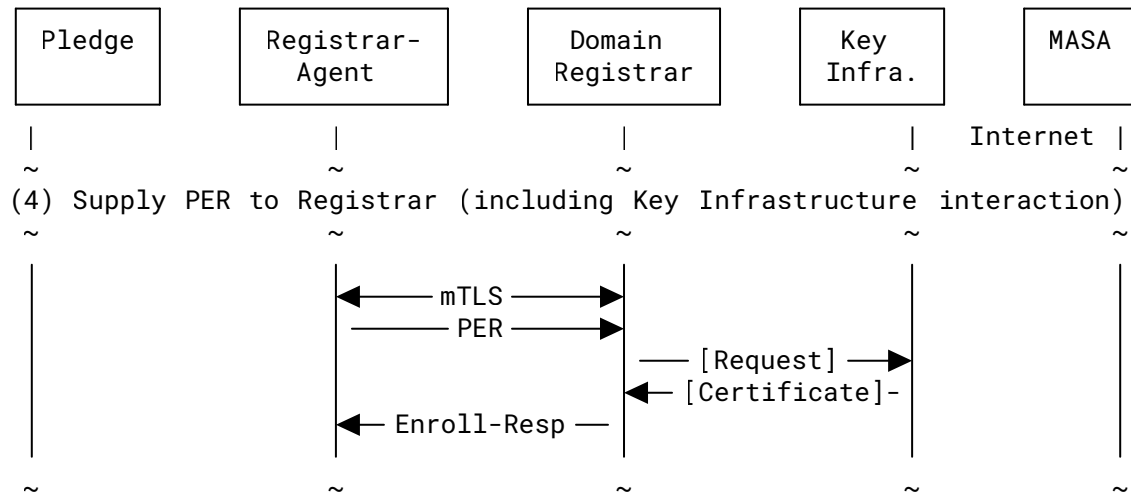 Pledge Registrar- Domain Key MASA
Agent Registrar Infra.
| | | | Internet |
~ ~ ~ ~ ~
(4) Supply PER to Registrar (including Key Infrastructure interaction)
~ ~ ~ ~ ~
mTLS
PER
[Request]
[Certificate]-
Enroll-Resp
~ ~ ~ ~ ~